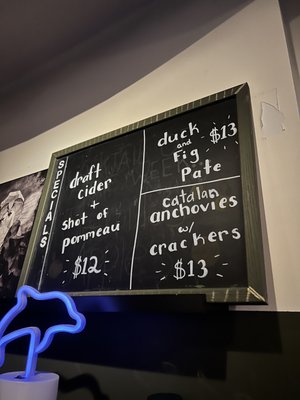 SPECIALS
draft
Cider
+
shot of
pommeau
$12
duck
and
Fig
Pate
$13
Catalan
anchovies
w/
crackers
$13